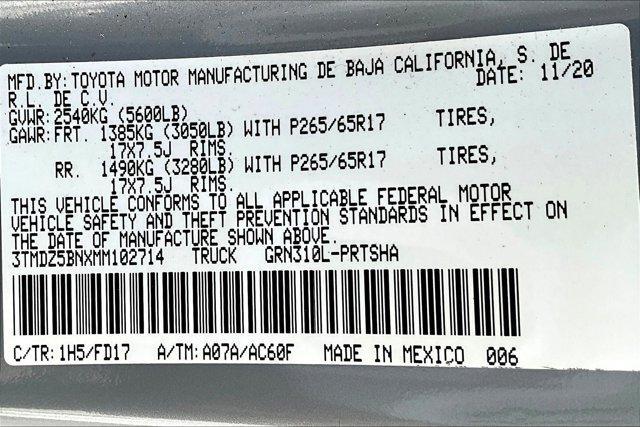 MFD.BY:TOYOTA MOTOR MANUFACTURING DE BAJA CALIFORNIA, S. DE
R.L. DE C.V. DATE: 11/20
GVWR:2540KG (5600LB)
GAWR:FRT. 1385KG (3050LB) WITH P265/65R17 TIRES,
17X7.5J RIMS.
RR. 1490KG (3280LB) WITH P265/65R17 TIRES,
17X7.5J RIMS.
THIS VEHICLE CONFORMS TO ALL APPLICABLE FEDERAL MOTOR
VEHICLE SAFETY AND THEFT PREVENTION STANDARDS IN EFFECT ON
THE DATE OF MANUFACTURE SHOWN ABOVE.
3TMDZ5BNXMM102714 TRUCK GRN310L-PRTSHA
C/TR:1H5/FD17 A/TM:A07A/AC60F MADE IN MEXICO 006